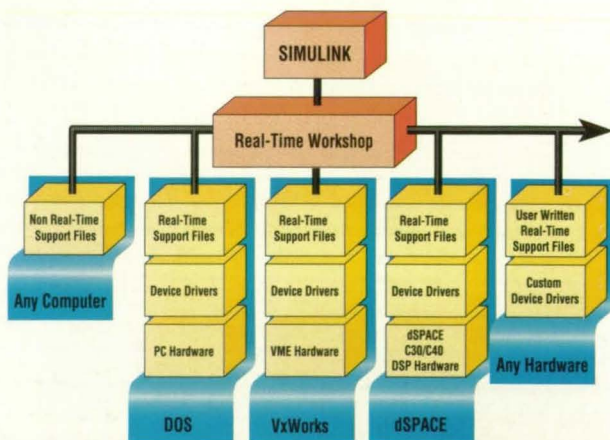 SIMULINK
Real-Time Workshop
Non Real-Time
Support Files
Any Computer
Real-Time
Support Files
Device Drivers
PC Hardware
DOS
Real-Time
Support Files
Device Drivers
VME Hardware
VxWorks
Real-Time
Support Files
Device Drivers
dSPACE
C30/C40
DSP Hardware
dSPACE
User Written
Real-Time
Support Files
Custom
Device Drivers
Any Hardware